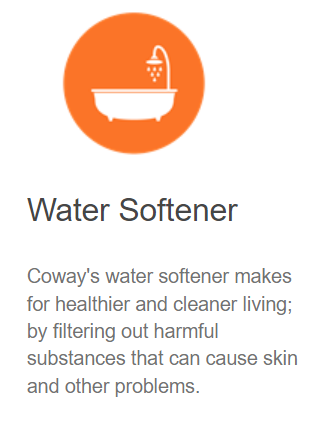 Water Softener
Coway's water softener makes
for healthier and cleaner living;
by filtering out harmful
substances that can cause skin
and other problems.